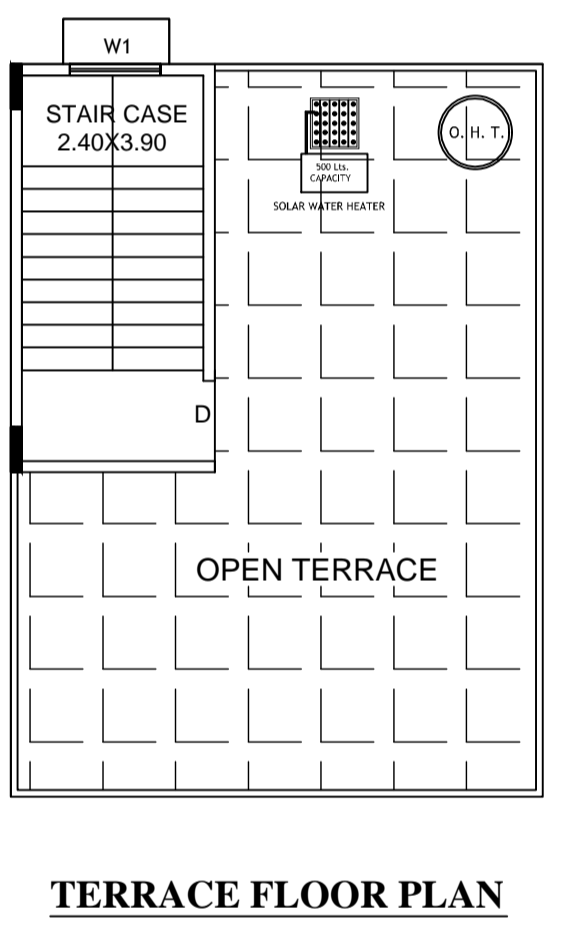 W1
STAIR CASE
2.40X3.90
O. H. T.
500 Lts.
CAPACITY
SOLAR WATER HEATER
D
OPEN TERRACE
TERRACE FLOOR PLAN